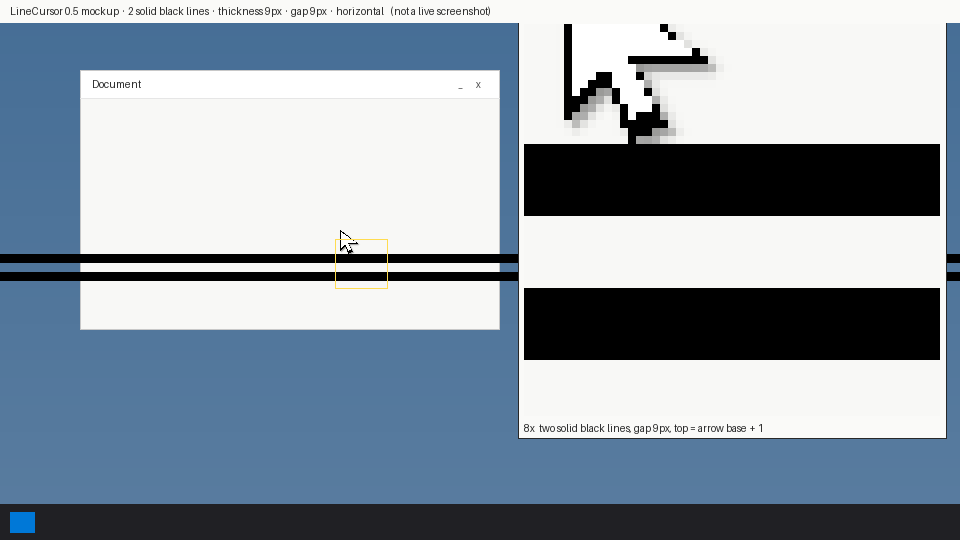 LineCursor 0.5 mockup · 2 solid black lines · thickness 9px · gap 9px · horizontal (not a live screenshot)
Document _ x
8x two solid black lines, gap 9px, top = arrow base + 1